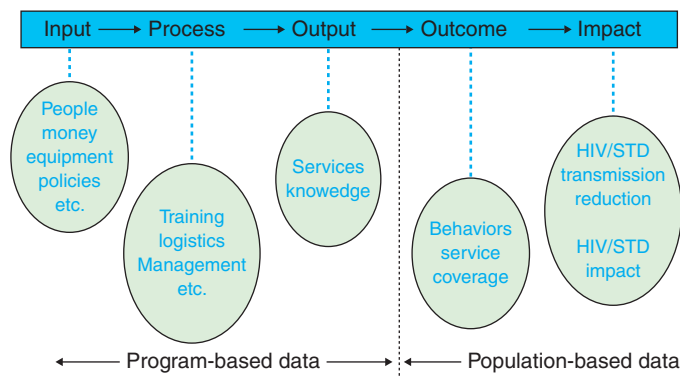 Input Process Output Outcome Impact
People
money
equipment
policies
etc.
Training
logistics
Management
etc.
Services
knowedge
Behaviors
service
coverage
HIV/STD
transmission
reduction
HIV/STD
impact
Program-based data Population-based data